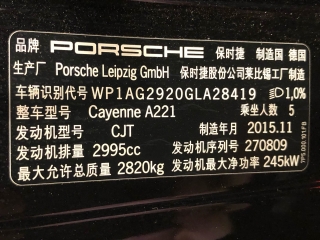 品牌 PORSCHE 保时捷 制造国 德国
生产厂 Porsche Leipzig GmbH 保时捷股份公司莱比锡工厂制造
车辆识别代号 WP1AG2920GLA28419 1,0%
整车型号 Cayenne A221 乘坐人数 5
发动机型号 CJT 制造年月 2015.11
发动机排量 2995cc 发动机序列号 270809
最大允许总质量 2820kg 发动机最大净功率 245kW
7P5.000.101.FB